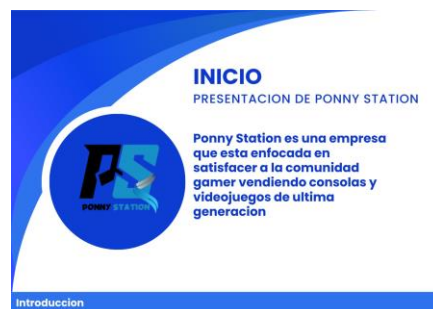 INICIO
PRESENTACION DE PONNY STATION
Ponny Station es una empresa
que esta enfocada en
satisfacer a la comunidad
gamer vendiendo consolas y
videojuegos de ultima
generacion
PS
PONNY STATION
Introduccion